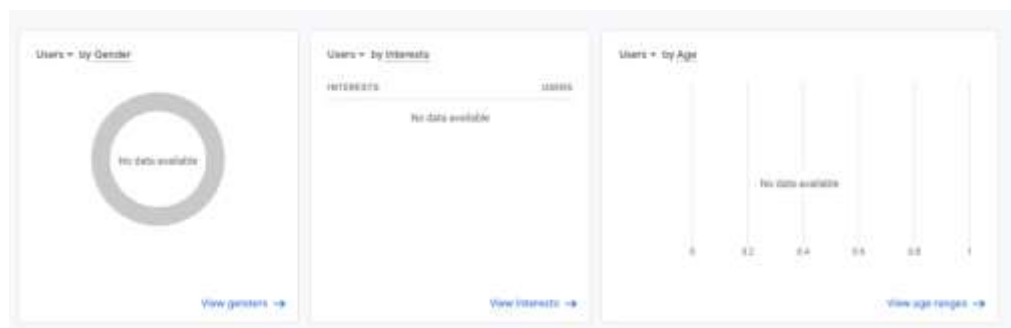 Users by Gender
No data available
View genders →
Users by Interests
INTERESTS USERS
No data available
View interests →
Users by Age
No data available
0 0.2 0.4 0.6 0.8 1
View age ranges →